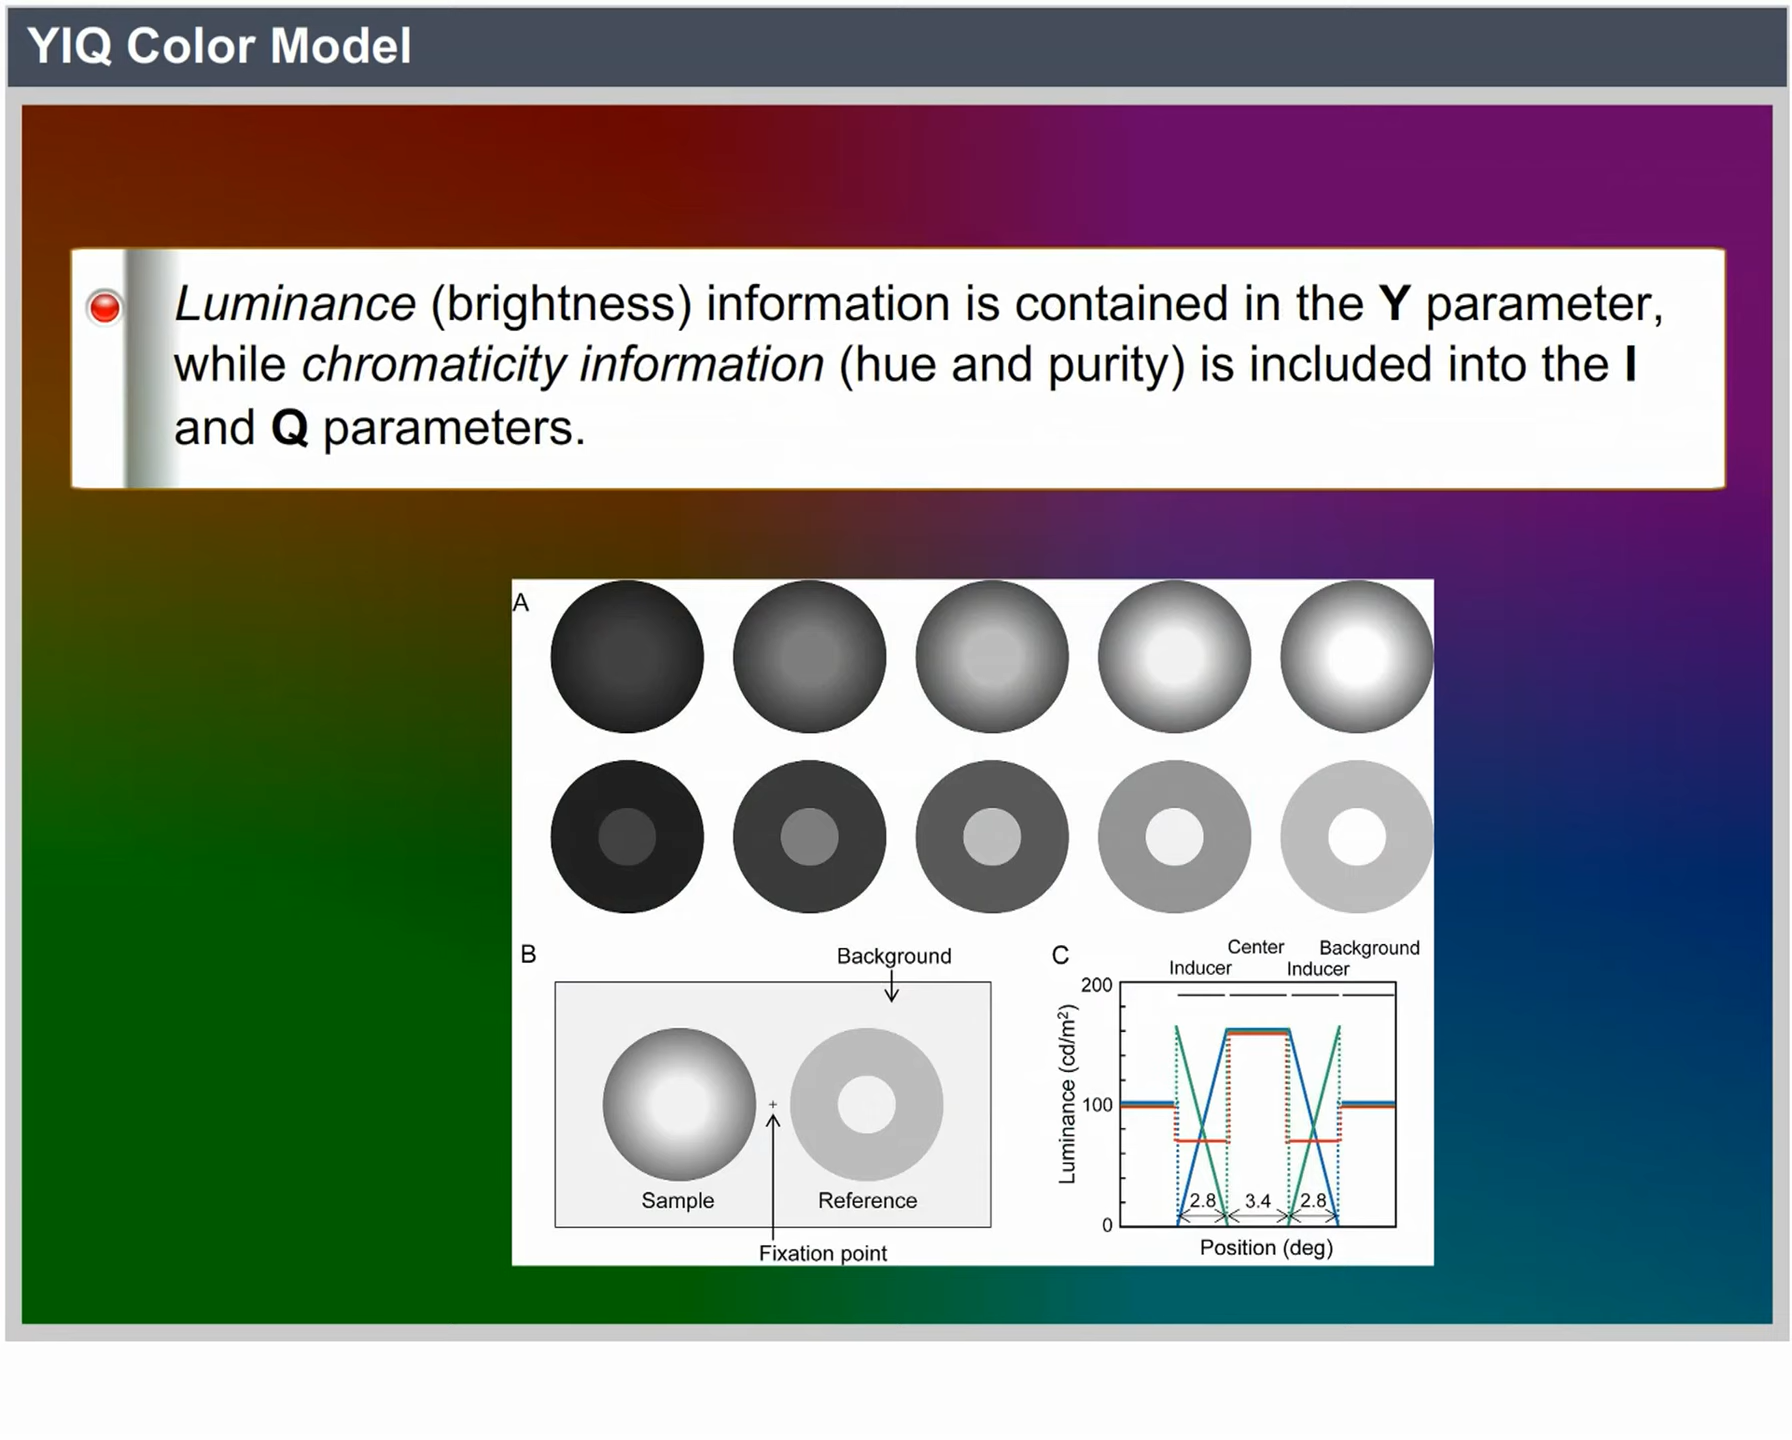 YIQ Color Model
Luminance (brightness) information is contained in the Y parameter,
while chromaticity information (hue and purity) is included into the I
and Q parameters.
A
B
Background
Sample
+
Reference
Fixation point
C
Center
Background
Inducer
Inducer
200
100
0
Luminance (cd/m²)
2.8
3.4
2.8
Position (deg)